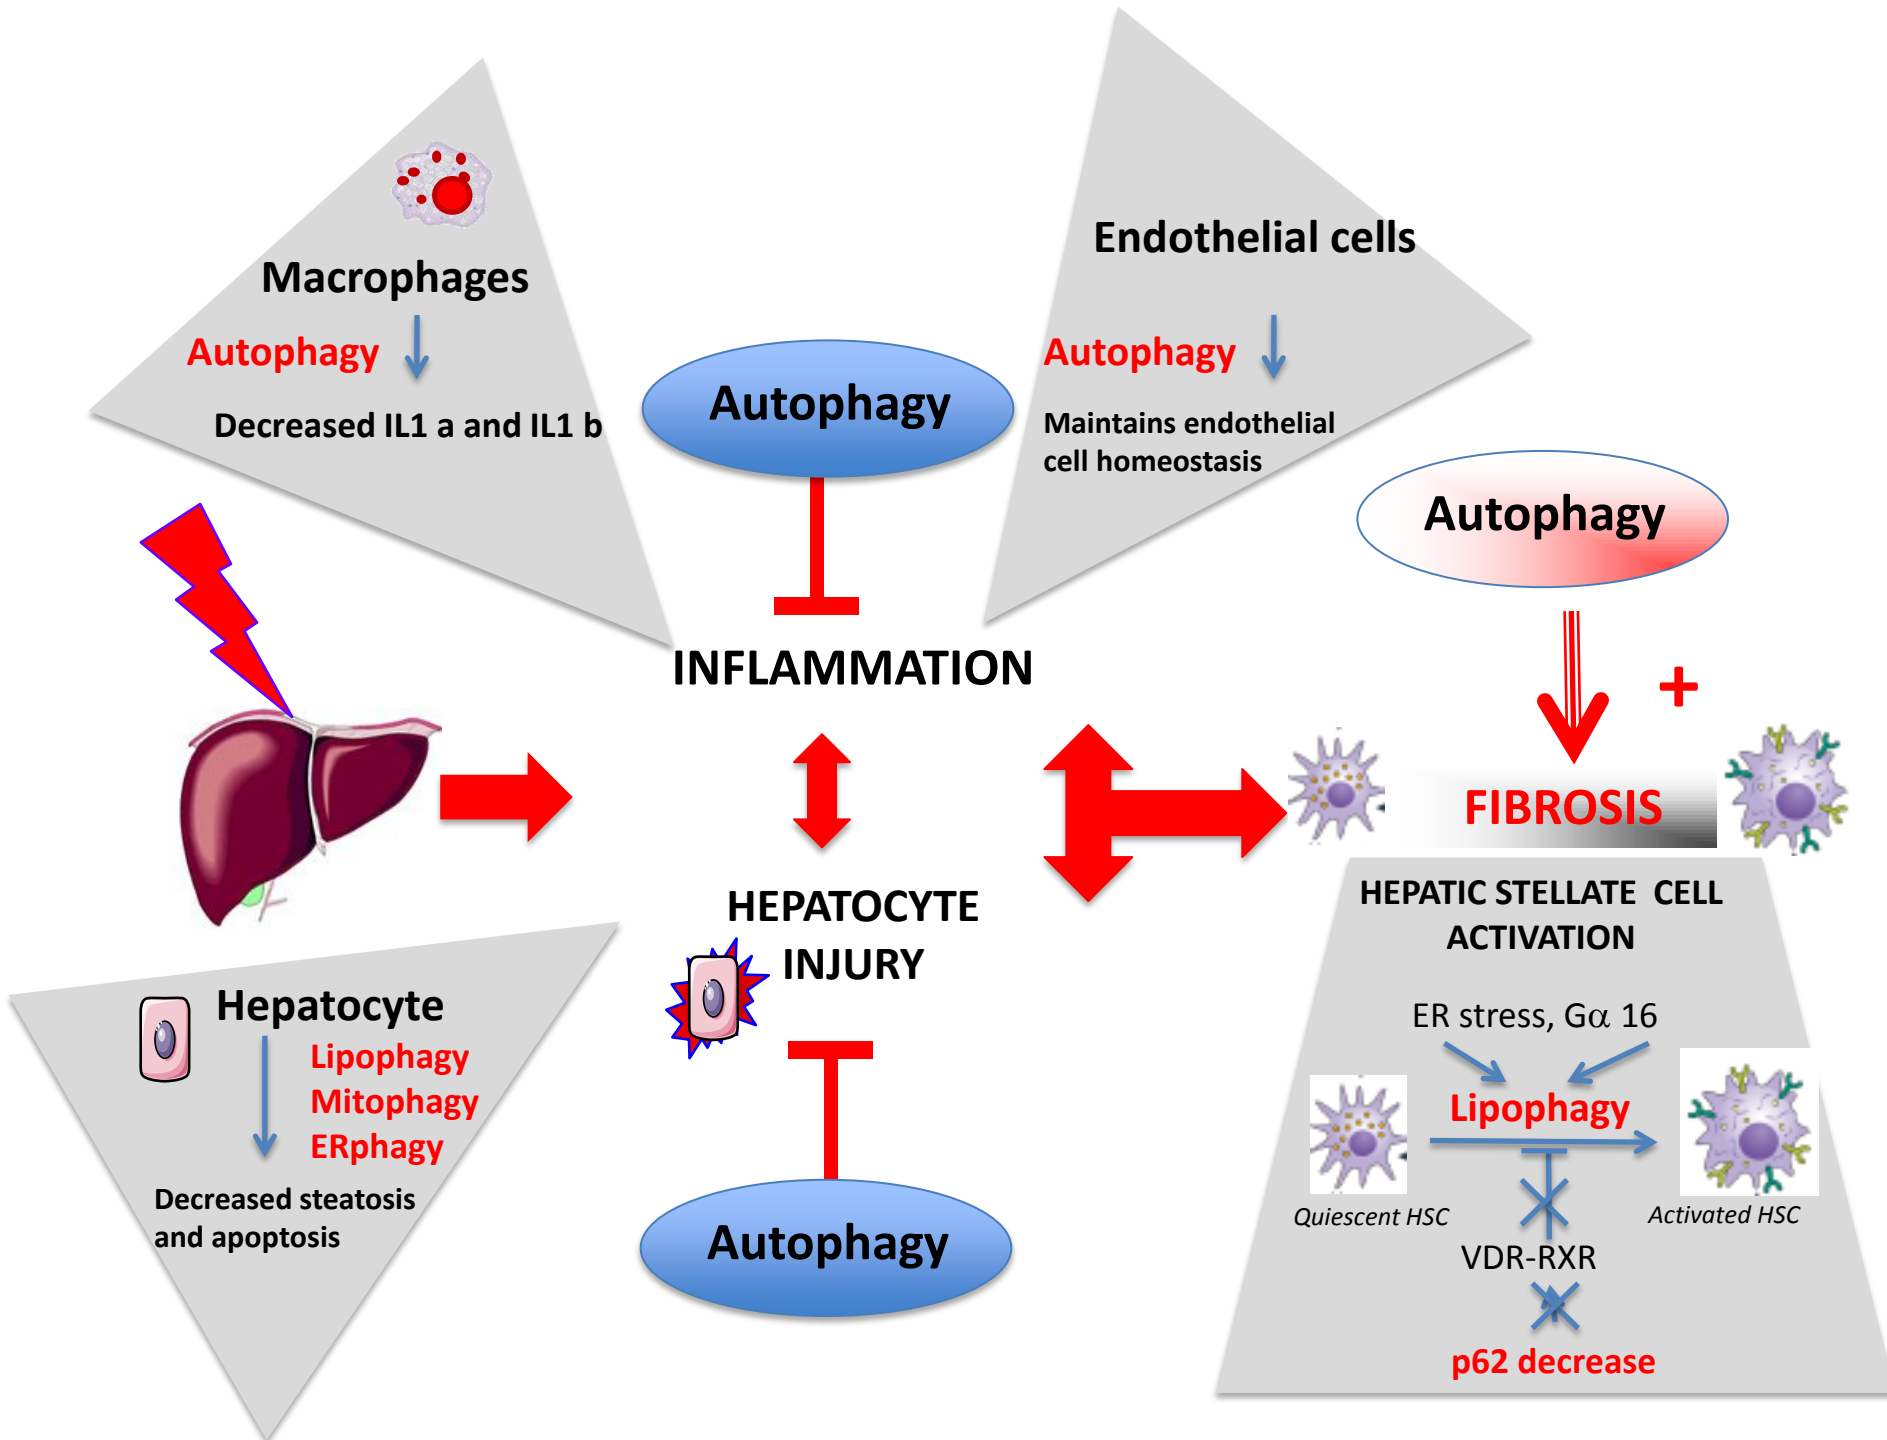 Macrophages
Autophagy
Decreased IL1 a and IL1 b
Autophagy
Endothelial cells
Autophagy
Maintains endothelial
cell homeostasis
Autophagy
+
INFLAMMATION
FIBROSIS
HEPATOCYTE
INJURY
Hepatocyte
Lipophagy
Mitophagy
ERphagy
Decreased steatosis
and apoptosis
Autophagy
HEPATIC STELLATE CELL
ACTIVATION
ER stress, Gα 16
Lipophagy
Quiescent HSC
Activated HSC
VDR-RXR
p62 decrease